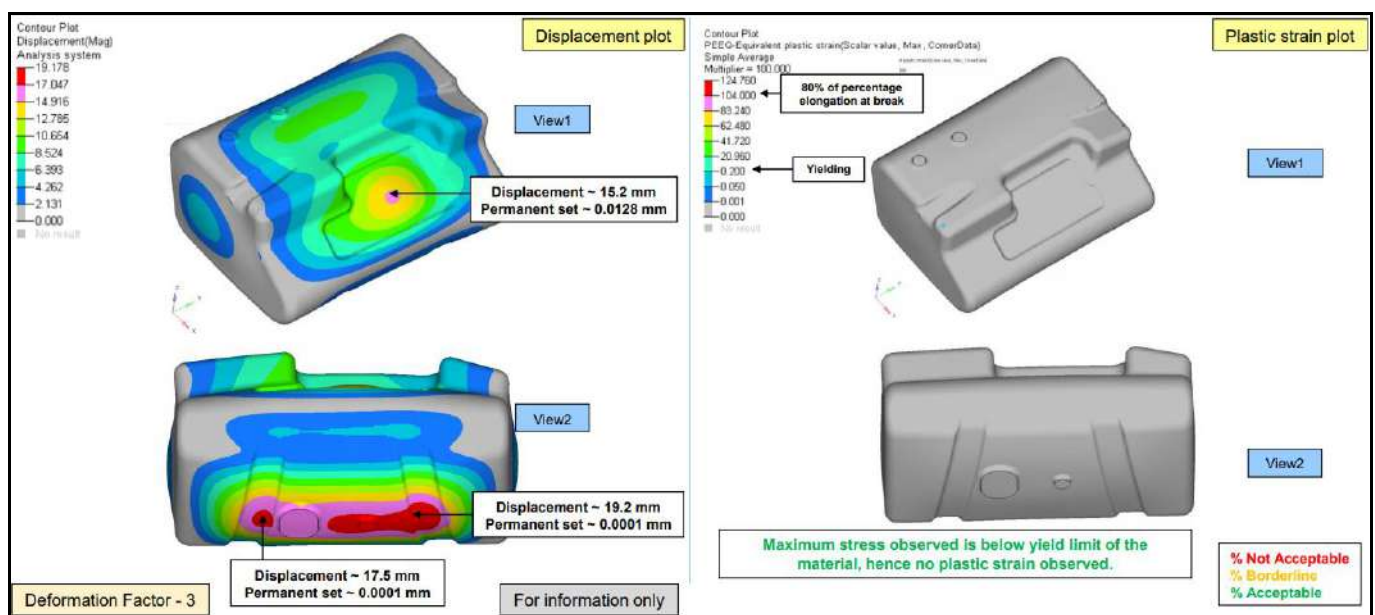 Contour Plot
Displacement(Mag)
Analysis system
19.178
17.047
14.916
12.785
10.654
8.524
6.393
4.262
2.131
0.000
No result
Displacement plot
View1
Displacement ~ 15.2 mm
Permanent set ~ 0.0128 mm
View2
Displacement ~ 19.2 mm
Permanent set ~ 0.0001 mm
Displacement ~ 17.5 mm
Permanent set ~ 0.0001 mm
Deformation Factor - 3
For information only
Contour Plot
PEEQ-Equivalent plastic strain(Scalar value, Max, CornerData)
Simple Average
Multiplier = 100.000
124.760
104.000
83.240
62.480
41.720
20.960
0.200
0.050
0.001
0.000
No result
80% of percentage
elongation at break
Yielding
Plastic strain plot
View1
View2
Maximum stress observed is below yield limit of the
material, hence no plastic strain observed.
% Not Acceptable
% Borderline
% Acceptable